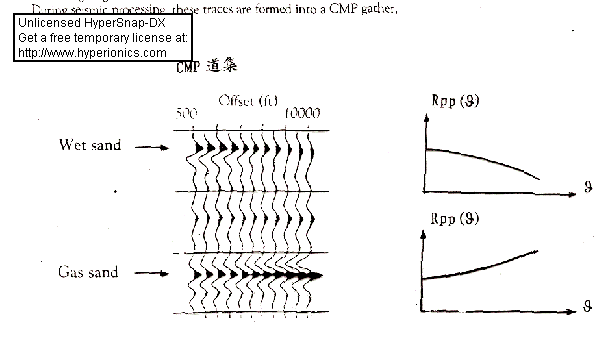 During seismic processing, these traces are formed into a CMP gather,
Unlicensed HyperSnap-DX
Get a free temporary license at:
http://www.hyperionics.com
CMP 道集
Offset (ft)
500
10000
Wet sand
Gas sand
Rpp(ϑ)
ϑ
Rpp(ϑ)
ϑ